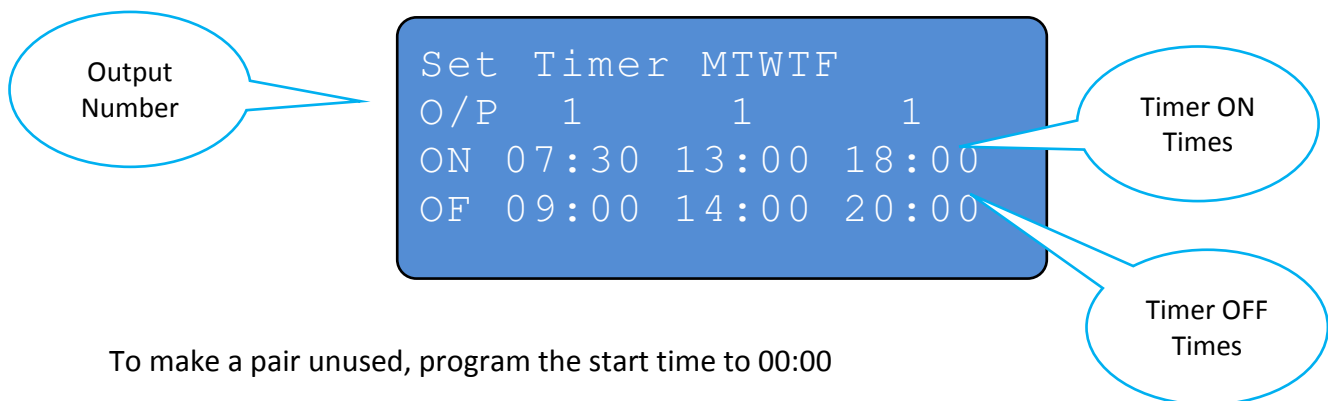 Output
Number
Set Timer MTWTF
O/P 1 1 1
ON 07:30 13:00 18:00
OF 09:00 14:00 20:00
Timer ON
Times
Timer OFF
Times
To make a pair unused, program the start time to 00:00